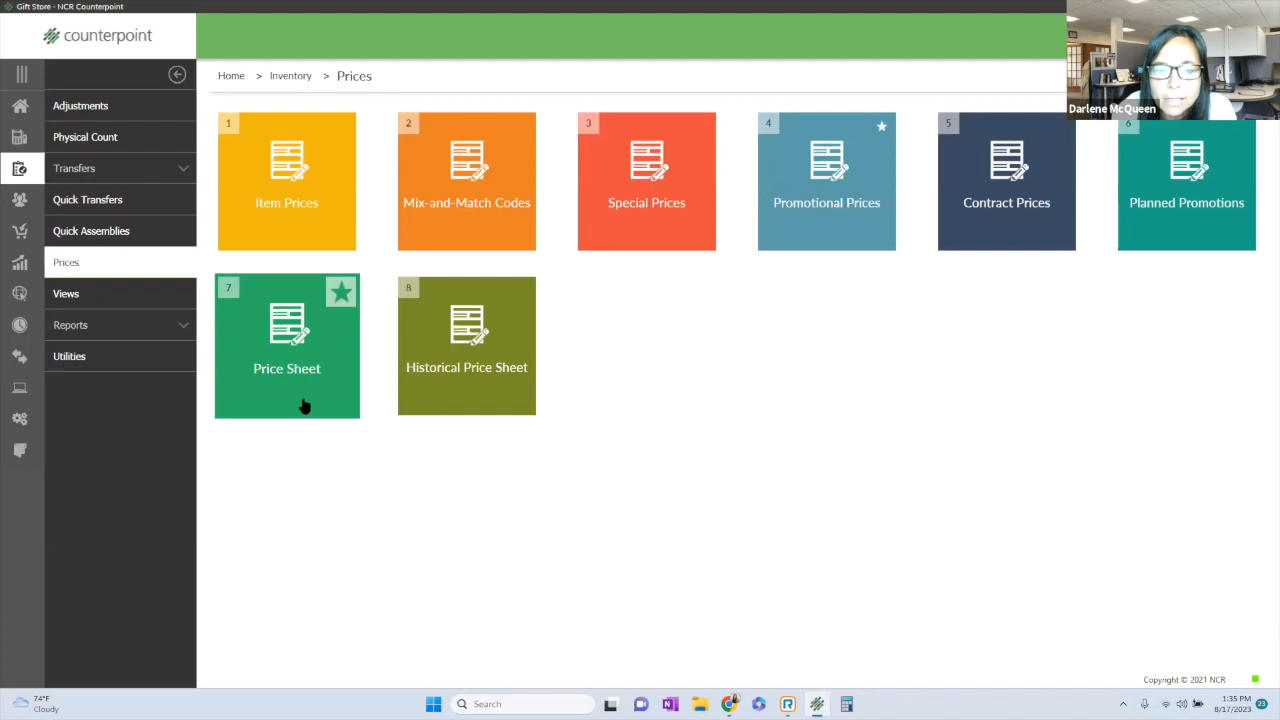 Gift Store - NCR Counterpoint
counterpoint
Home > Inventory > Prices
Darlene McQueen
Adjustments
Physical Count
Transfers
Quick Transfers
Quick Assemblies
Prices
Views
Reports
Utilities
1
Item Prices
2
Mix-and-Match Codes
3
Special Prices
4
Promotional Prices
5
Contract Prices
6
Planned Promotions
7
Price Sheet
8
Historical Price Sheet
Copyright © 2021 NCR
74°F
Cloudy
Search
1:35 PM
8/17/2023
23